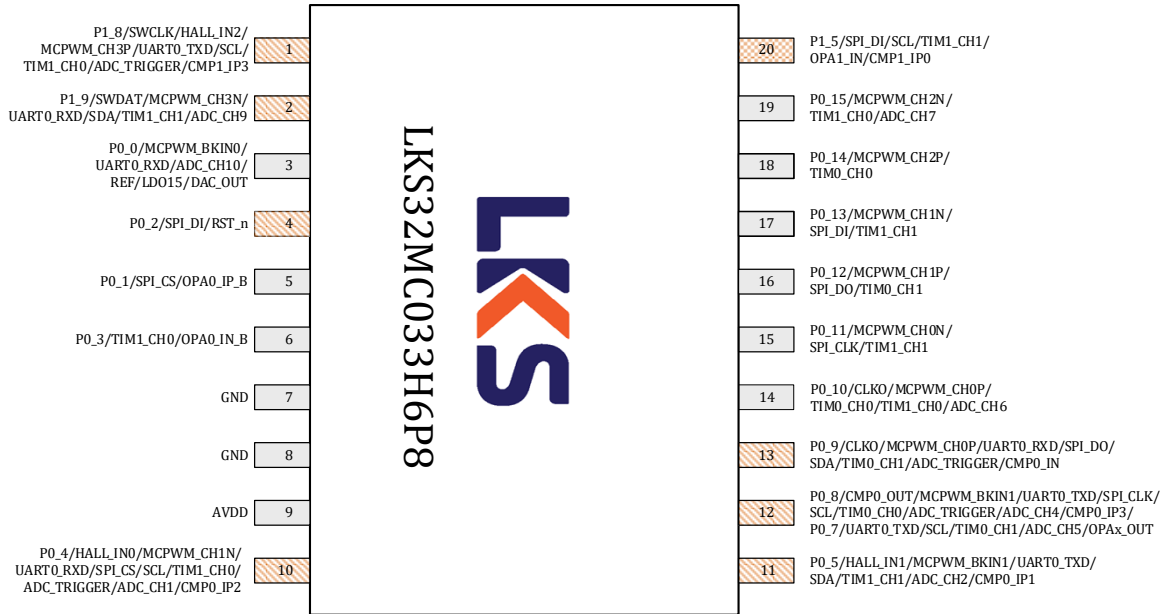 P1_8/SWCLK/HALL_IN2/
MCPWM_CH3P/UART0_TXD/SCL/
TIM1_CH0/ADC_TRIGGER/CMP1_IP3
1
P1_9/SWDAT/MCPWM_CH3N/
UART0_RXD/SDA/TIM1_CH1/ADC_CH9
2
P0_0/MCPWM_BKIN0/
UART0_RXD/ADC_CH10/
REF/LDO15/DAC_OUT
3
P0_2/SPI_DI/RST_n
4
P0_1/SPI_CS/OPA0_IP_B
5
P0_3/TIM1_CH0/OPA0_IN_B
6
GND
7
GND
8
AVDD
9
P0_4/HALL_IN0/MCPWM_CH1N/
UART0_RXD/SPI_CS/SCL/TIM1_CH0/
ADC_TRIGGER/ADC_CH1/CMP0_IP2
10
LKS32MC033H6P8
LKS
20
P1_5/SPI_DI/SCL/TIM1_CH1/
OPA1_IN/CMP1_IP0
19
P0_15/MCPWM_CH2N/
TIM1_CH0/ADC_CH7
18
P0_14/MCPWM_CH2P/
TIM0_CH0
17
P0_13/MCPWM_CH1N/
SPI_DI/TIM1_CH1
16
P0_12/MCPWM_CH1P/
SPI_DO/TIM0_CH1
15
P0_11/MCPWM_CH0N/
SPI_CLK/TIM1_CH1
14
P0_10/CLKO/MCPWM_CH0P/
TIM0_CH0/TIM1_CH0/ADC_CH6
13
P0_9/CLKO/MCPWM_CH0P/UART0_RXD/SPI_DO/
SDA/TIM0_CH1/ADC_TRIGGER/CMP0_IN
12
P0_8/CMP0_OUT/MCPWM_BKIN1/UART0_TXD/SPI_CLK/
SCL/TIM0_CH0/ADC_TRIGGER/ADC_CH4/CMP0_IP3/
P0_7/UART0_TXD/SCL/TIM0_CH1/ADC_CH5/OPAx_OUT
11
P0_5/HALL_IN1/MCPWM_BKIN1/UART0_TXD/
SDA/TIM1_CH1/ADC_CH2/CMP0_IP1